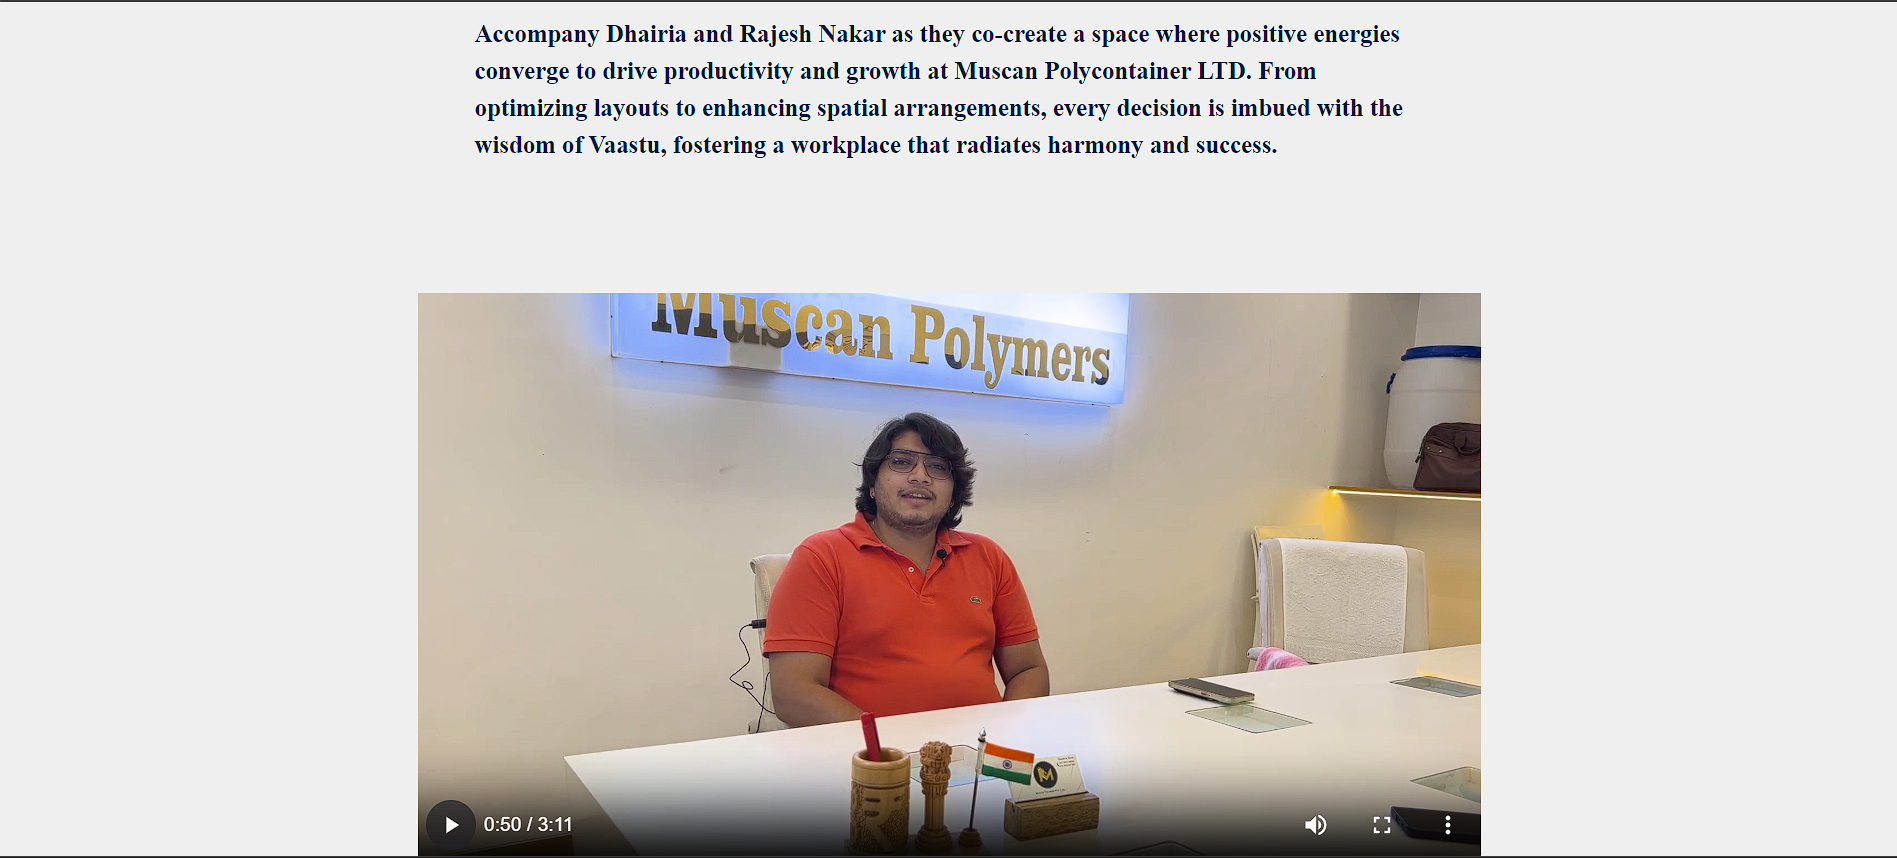 Accompany Dhairia and Rajesh Nakar as they co-create a space where positive energies
converge to drive productivity and growth at Muscan Polycontainer LTD. From
optimizing layouts to enhancing spatial arrangements, every decision is imbued with the
wisdom of Vaastu, fostering a workplace that radiates harmony and success.
Muscan Polymers
0:50 / 3:11